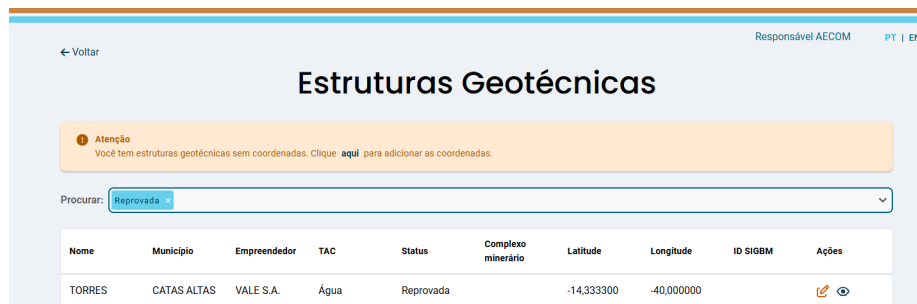 Responsável AECOM PT | EN
← Voltar
Estruturas Geotécnicas
Atenção
Você tem estruturas geotécnicas sem coordenadas. Clique aqui para adicionar as coordenadas.
Procurar: Reprovada ×
Nome Município Empreendedor TAC Status Complexo minerário Latitude Longitude ID SIGBM Ações
TORRES CATAS ALTAS VALE S.A. Água Reprovada -14,333300 -40,000000